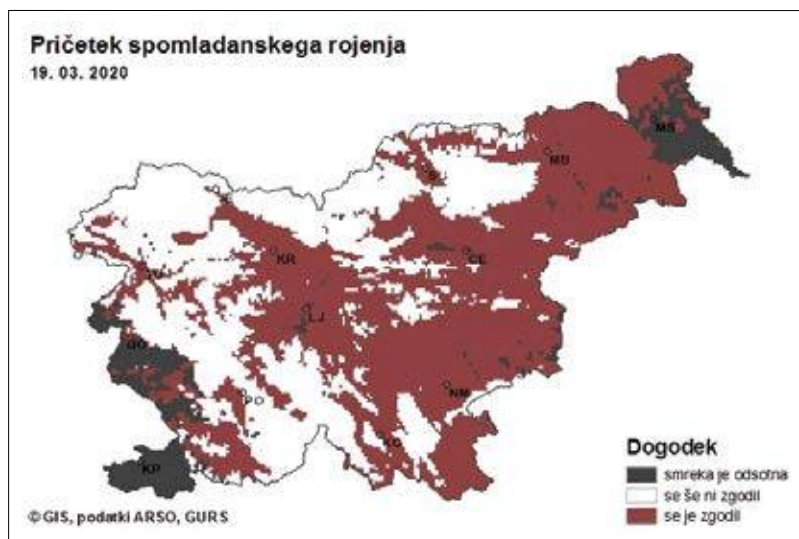 Pričetek spomladanskega rojenja
19. 03. 2020
MS
MB
KR
CE
LJ
GO
PO
NM
KP
Dogodek
smreka je odsotna
se še ni zgodil
se je zgodil
© GIS, podatki ARSO, GURS